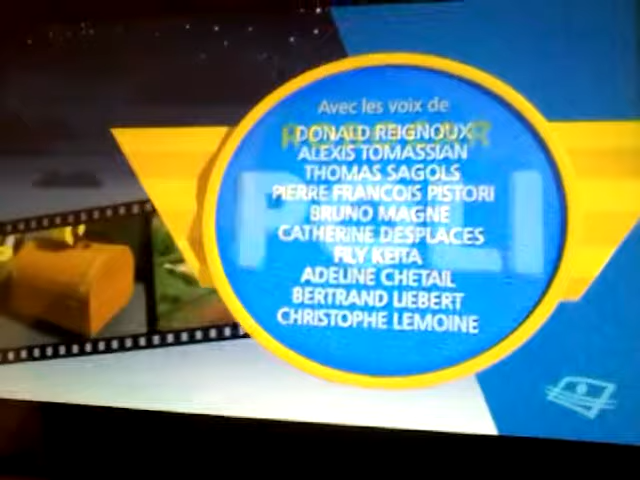 Avec les voix de
DONALD REIGNOUX
ALEXIS TOMASSIAN
THOMAS SAGOLS
PIERRE FRANCOIS PISTORI
BRUNO MAGNE
CATHERINE DESPLACES
FILY KEITA
ADELINE CHETAIL
BERTRAND LIEBERT
CHRISTOPHE LEMOINE